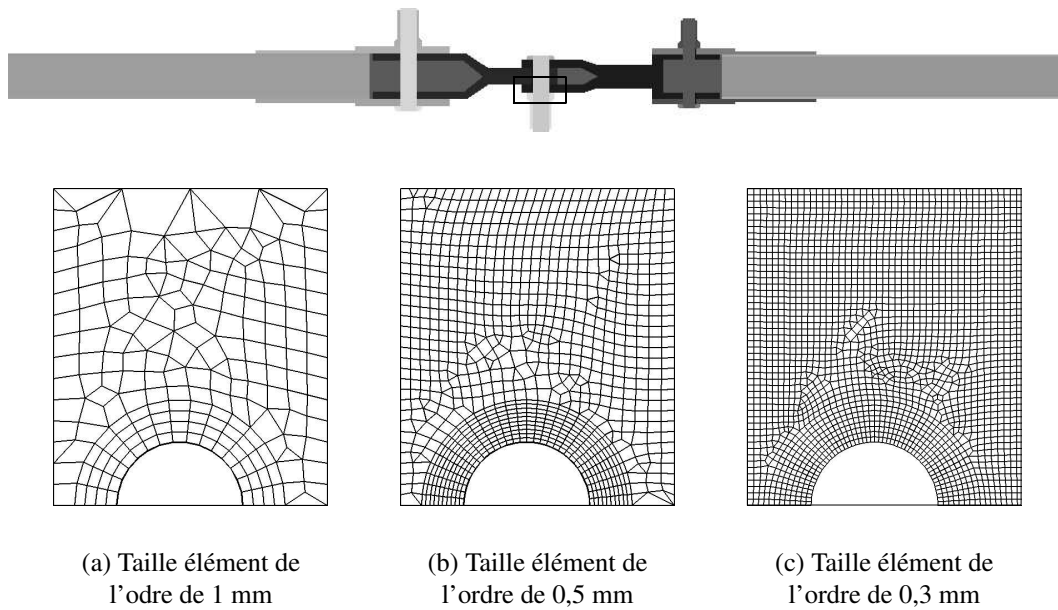 (a) Taille élément de
l'odre de 1 mm
(b) Taille élément de
l'ordre de 0,5 mm
(c) Taille élément de
l'ordre de 0,3 mm